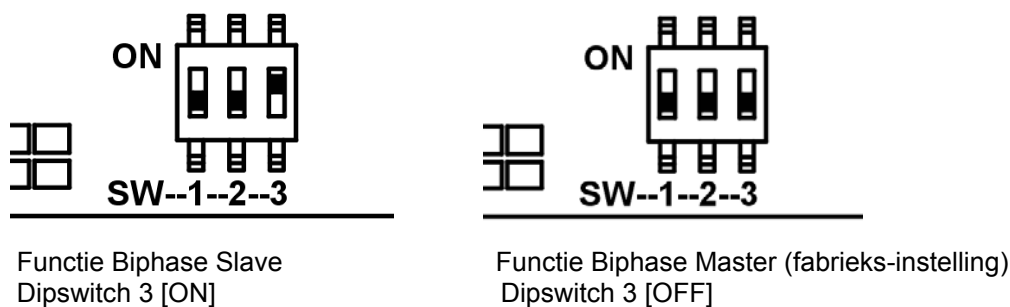 ON
SW--1--2--3
Functie Biphase Slave
Dipswitch 3 [ON]
ON
SW--1--2--3
Functie Biphase Master (fabrieks-instelling)
Dipswitch 3 [OFF]